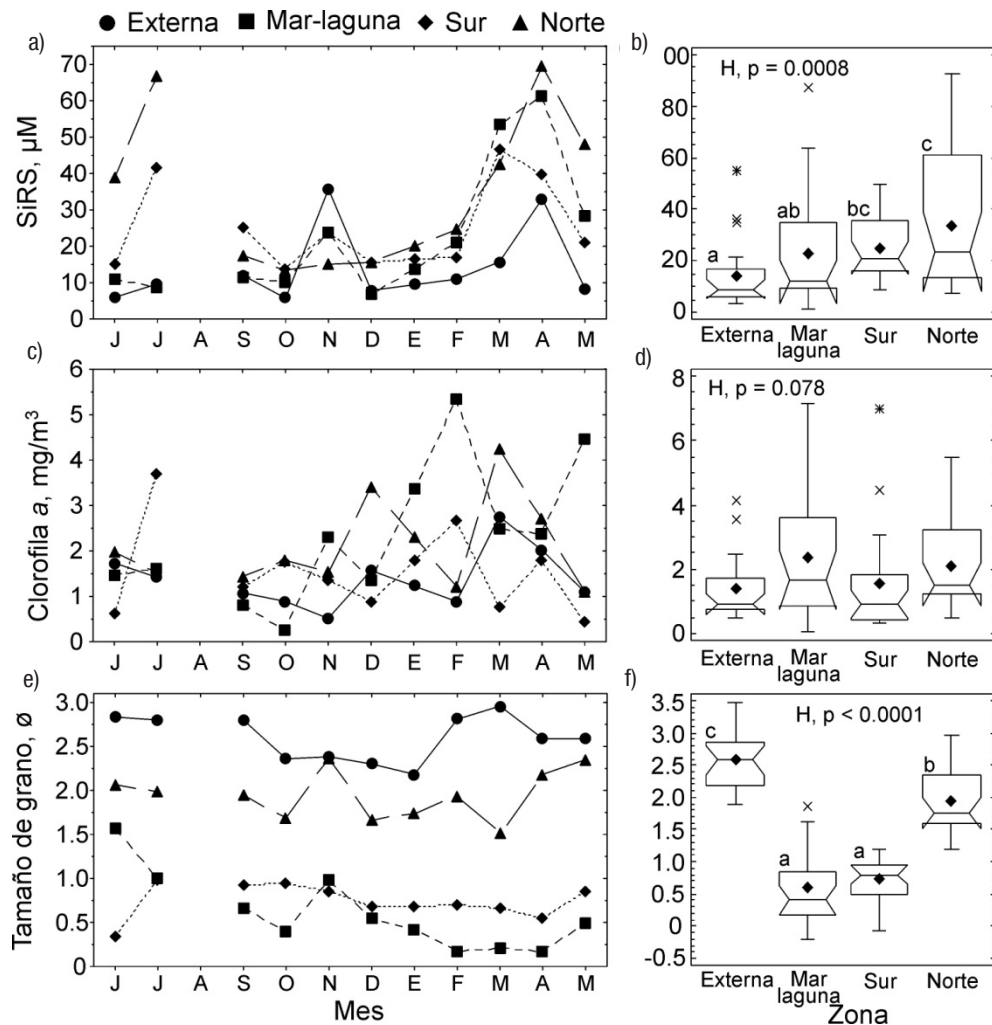 Externa Mar-laguna Sur Norte
a)
SiRS, µM
70
60
50
40
30
20
10
0
J J A S O N D E F M A M
b)
H, p = 0.0008
00
80
60
40
20
0
a
ab
bc
c
Externa Mar laguna Sur Norte
c)
Clorofila a, mg/m³
6
5
4
3
2
1
0
J J A S O N D E F M A M
d)
H, p = 0.078
8
6
4
2
0
Externa Mar laguna Sur Norte
e)
Tamaño de grano, ø
3.0
2.5
2.0
1.5
1.0
0.5
0
J J A S O N D E F M A M
Mes
f)
H, p < 0.0001
3.5
3.0
2.5
2.0
1.5
1.0
0.5
0
-0.5
c
a
a
b
Externa Mar laguna Sur Norte
Zona